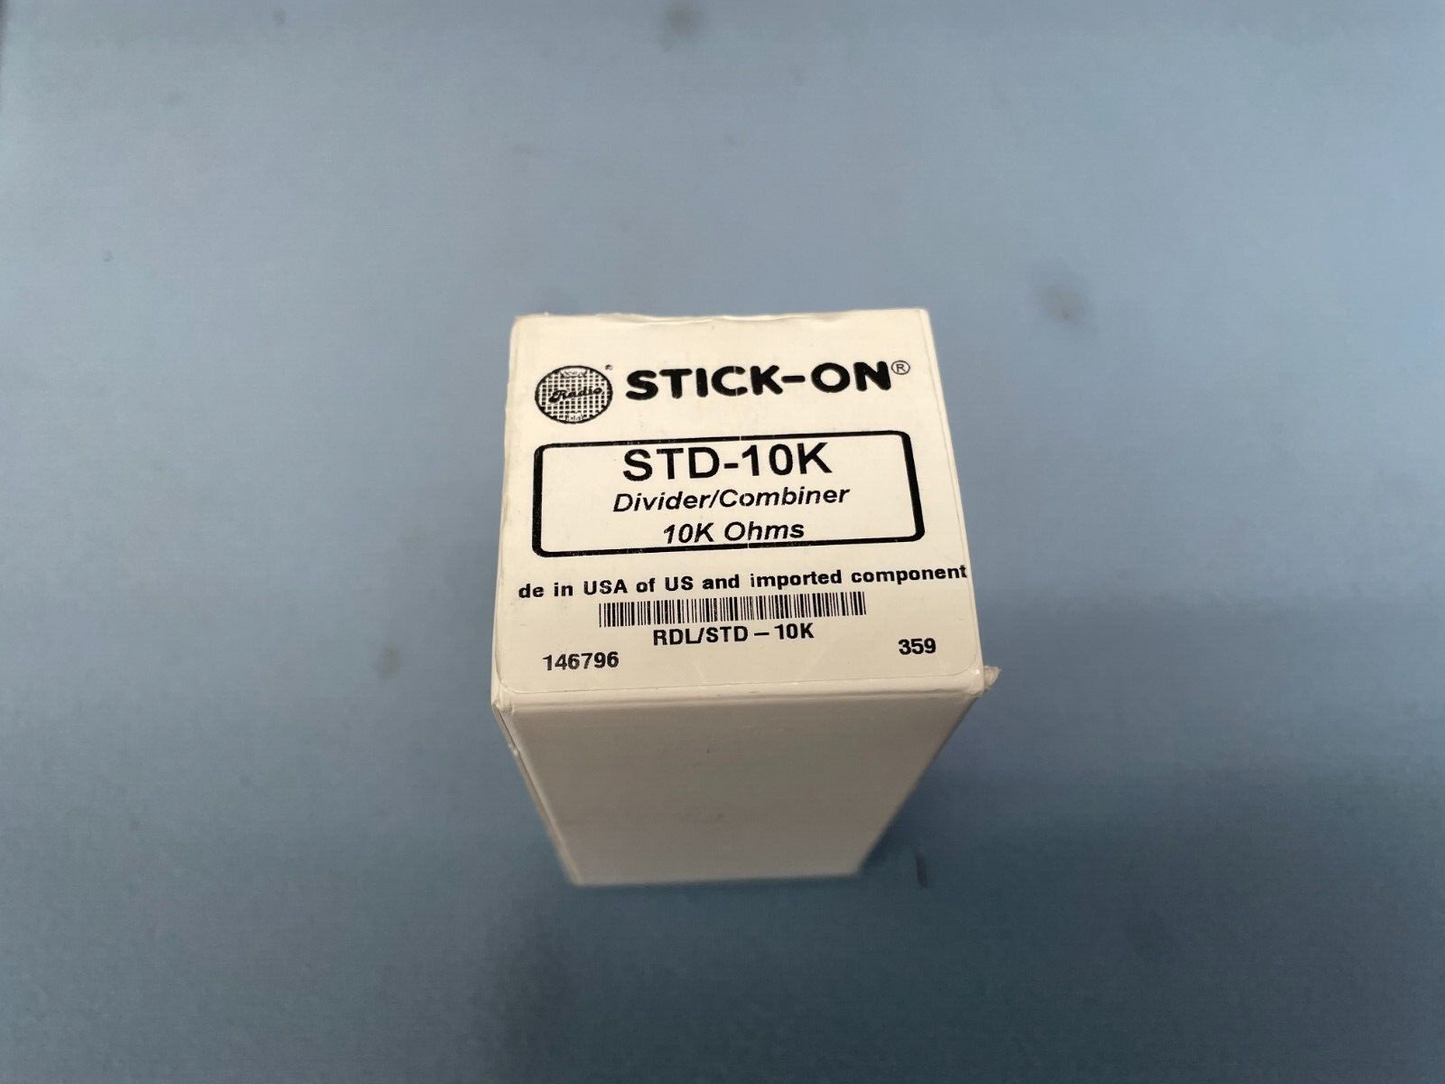 Radio
STICK-ON®
STD-10K
Divider/Combiner
10K Ohms
de in USA of US and imported component
RDL/STD – 10K
146796
359